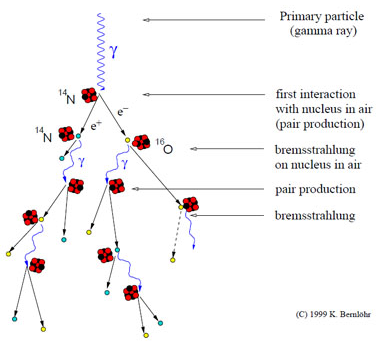 Primary particle
(gamma ray)
γ
¹⁴N
first interaction
with nucleus in air
(pair production)
e⁺
e⁻
¹⁴N
¹⁶O
bremsstrahlung
on nucleus in air
γ
γ
pair production
bremsstrahlung
(C) 1999 K. Bernlöhr